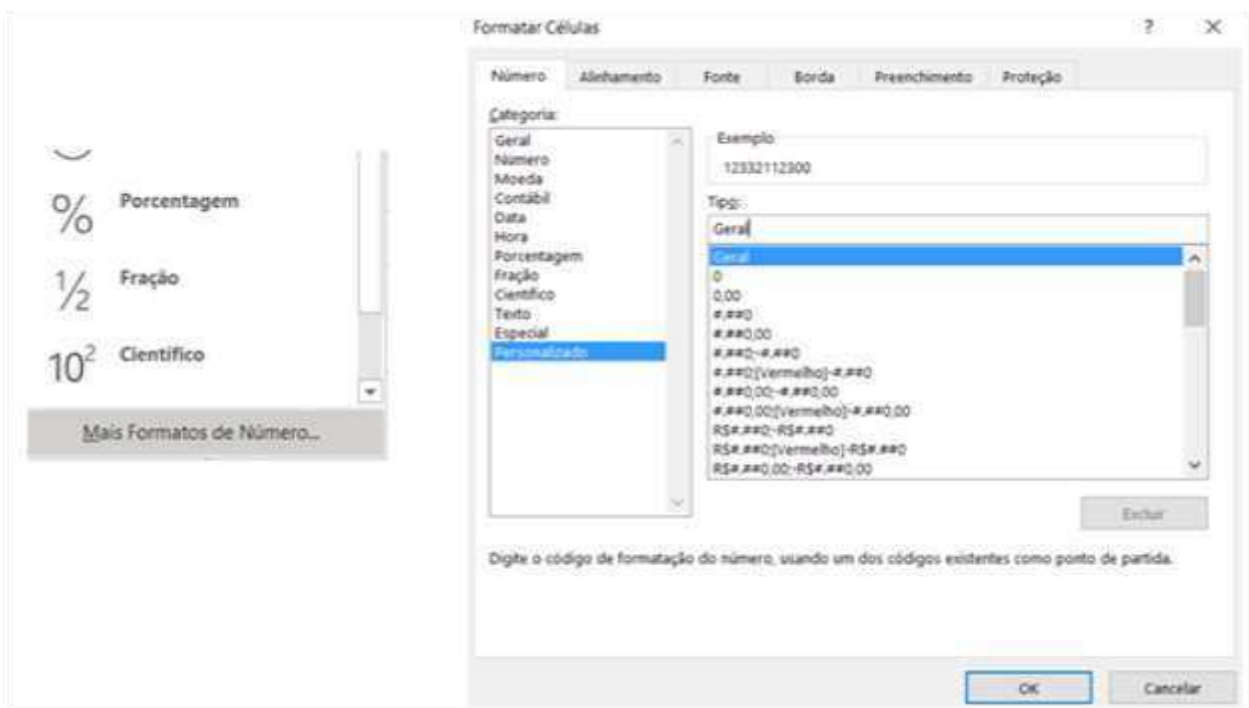 Formatar Células ? ✕
Número Alinhamento Fonte Borda Preenchimento Proteção
Categoria:
Geral
Número
Moeda
Contábil
Data
Hora
Porcentagem
Fração
Científico
Texto
Especial
Personalizado
Exemplo
12332112300
Tipo:
Geral
Geral
0
0,00
#.##0
#.##0,00
#.##0;-#.##0
#.##0;[Vermelho]-#.##0
#.##0,00;-#.##0,00
#.##0,00;[Vermelho]-#.##0,00
R$#.##0;-R$#.##0
R$#.##0;[Vermelho]-R$#.##0
R$#.##0,00;-R$#.##0,00
Excluir
Digite o código de formatação do número, usando um dos códigos existentes como ponto de partida.
OK Cancelar
% Porcentagem
½ Fração
10² Científico
Mais Formatos de Número...